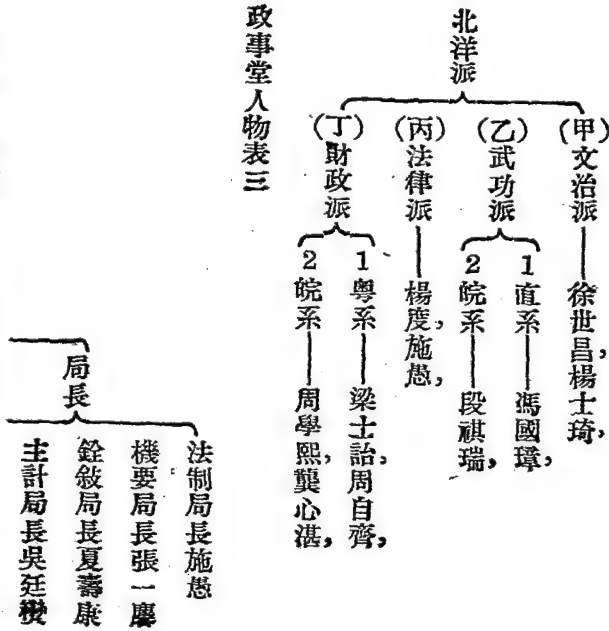 北洋派
(甲)文治派——徐世昌,楊士琦,
(乙)武功派
1直系——馮國璋,
2皖系——段祺瑞,
(丙)法律派——楊度,施愚,
(丁)財政派
1粵系——梁士詒,周自齊,
2皖系——周學熙,龔心湛,
政事堂人物表三
局長
法制局長施愚
機要局長張一麐
銓敘局長夏壽康
主計局長吳廷燮